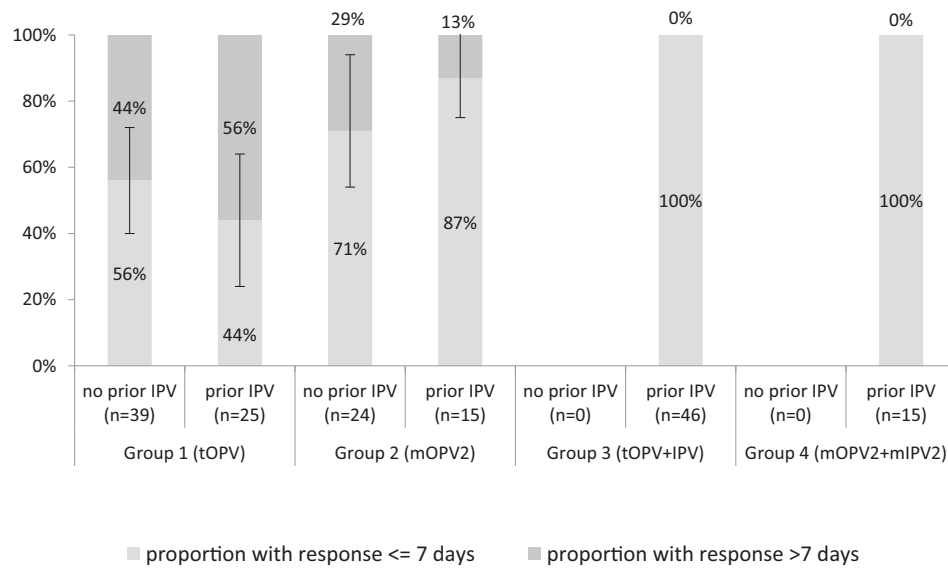 29%
13%
0%
0%
100%
80%
60%
40%
20%
0%
44%
56%
56%
44%
71%
87%
100%
100%
no prior IPV
(n=39)
prior IPV
(n=25)
no prior IPV
(n=24)
prior IPV
(n=15)
no prior IPV
(n=0)
prior IPV
(n=46)
no prior IPV
(n=0)
prior IPV
(n=15)
Group 1 (tOPV)
Group 2 (mOPV2)
Group 3 (tOPV+IPV)
Group 4 (mOPV2+mIPV2)
proportion with response <= 7 days
proportion with response >7 days